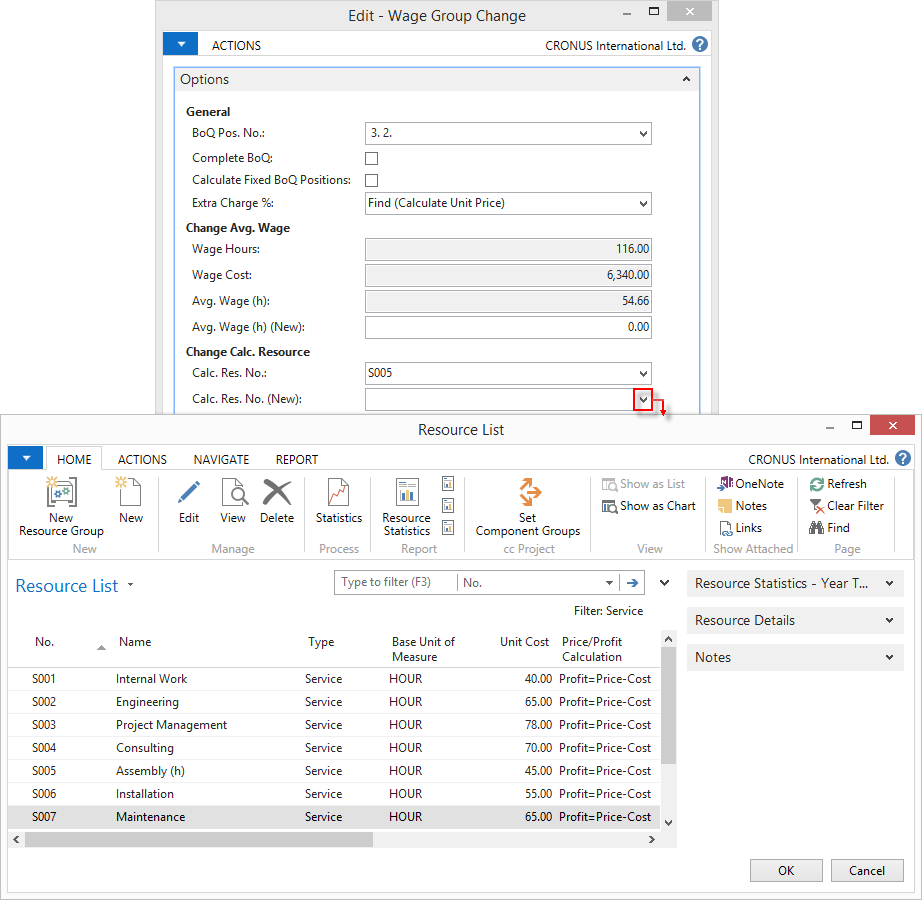 Edit - Wage Group Change
ACTIONS CRONUS International Ltd. ?
Options
General
BoQ Pos. No.: 3. 2.
Complete BoQ:
Calculate Fixed BoQ Positions:
Extra Charge %: Find (Calculate Unit Price)
Change Avg. Wage
Wage Hours: 116.00
Wage Cost: 6,340.00
Avg. Wage (h): 54.66
Avg. Wage (h) (New): 0.00
Change Calc. Resource
Calc. Res. No.: S005
Calc. Res. No. (New):
Resource List
HOME ACTIONS NAVIGATE REPORT CRONUS International Ltd. ?
New Resource Group
New
New
Edit
View
Delete
Manage
Statistics
Process
Resource Statistics
Report
Set Component Groups
cc Project
Show as List
Show as Chart
View
OneNote
Notes
Links
Show Attached
Refresh
Clear Filter
Find
Page
Resource List Type to filter (F3) No.
Filter: Service
No. Name Type Base Unit of Measure Unit Cost Price/Profit Calculation
S001 Internal Work Service HOUR 40.00 Profit=Price-Cost
S002 Engineering Service HOUR 65.00 Profit=Price-Cost
S003 Project Management Service HOUR 78.00 Profit=Price-Cost
S004 Consulting Service HOUR 70.00 Profit=Price-Cost
S005 Assembly (h) Service HOUR 45.00 Profit=Price-Cost
S006 Installation Service HOUR 55.00 Profit=Price-Cost
S007 Maintenance Service HOUR 65.00 Profit=Price-Cost
Resource Statistics - Year T...
Resource Details
Notes
OK Cancel